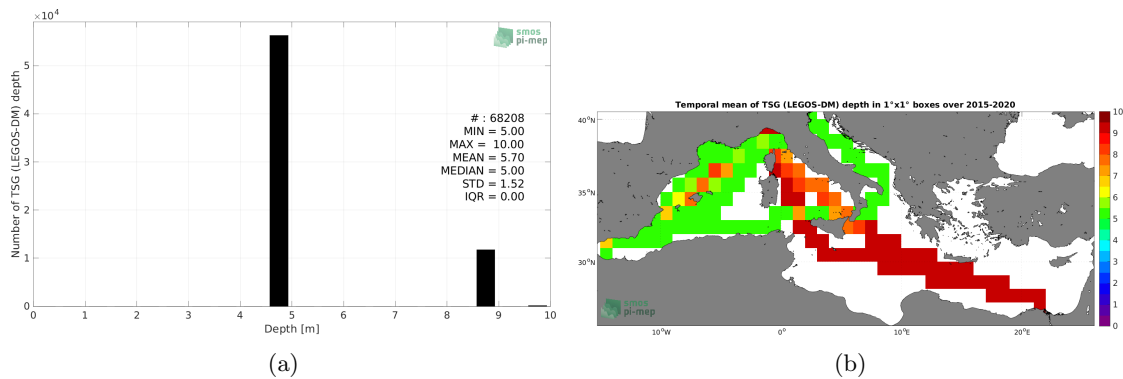 ×10⁴
smos
pi-mep
Number of TSG (LEGOS-DM) depth
5
4
3
2
1
0
# : 68208
MIN = 5.00
MAX = 10.00
MEAN = 5.70
MEDIAN = 5.00
STD = 1.52
IQR = 0.00
0 1 2 3 4 5 6 7 8 9 10
Depth [m]
(a)
Temporal mean of TSG (LEGOS-DM) depth in 1°x1° boxes over 2015-2020
40°N
35°N
30°N
smos
pi-mep
10°W 0° 10°E 20°E
10
9
8
7
6
5
4
3
2
1
0
(b)